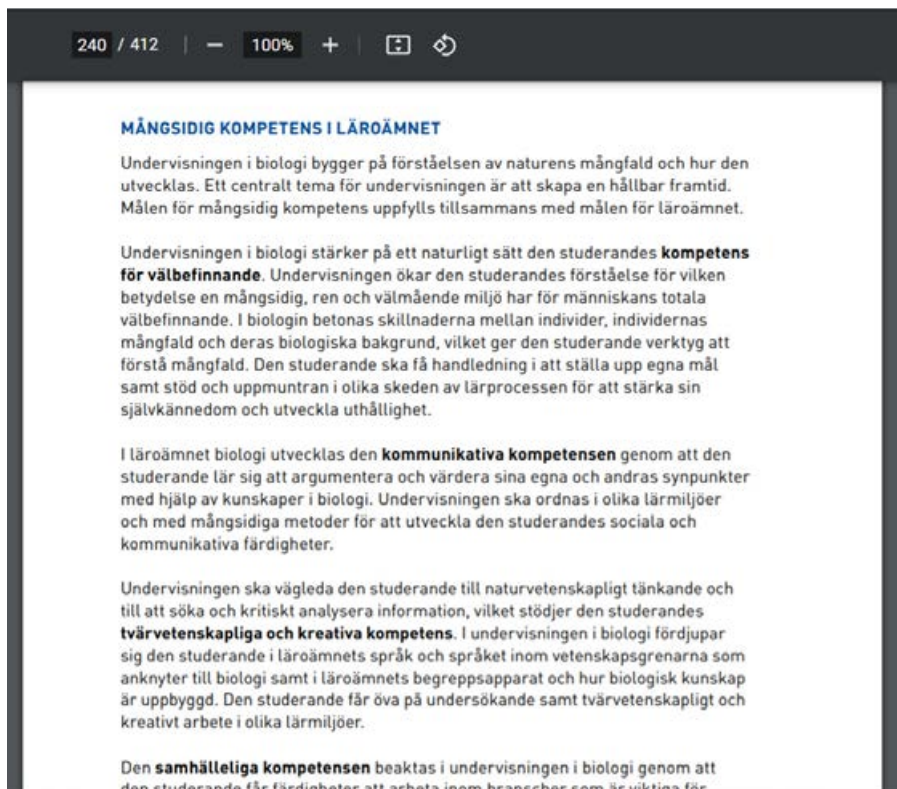 240 / 412 | − 100% +
MÅNGSIDIG KOMPETENS I LÄROÄMNET
Undervisningen i biologi bygger på förståelsen av naturens mångfald och hur den
utvecklas. Ett centralt tema för undervisningen är att skapa en hållbar framtid.
Målen för mångsidig kompetens uppfylls tillsammans med målen för läroämnet.
Undervisningen i biologi stärker på ett naturligt sätt den studerandes kompetens
för välbefinnande. Undervisningen ökar den studerandes förståelse för vilken
betydelse en mångsidig, ren och välmående miljö har för människans totala
välbefinnande. I biologin betonas skillnaderna mellan individer, individernas
mångfald och deras biologiska bakgrund, vilket ger den studerande verktyg att
förstå mångfald. Den studerande ska få handledning i att ställa upp egna mål
samt stöd och uppmuntran i olika skeden av lärprocessen för att stärka sin
självkännedom och utveckla uthållighet.
I läroämnet biologi utvecklas den kommunikativa kompetensen genom att den
studerande lär sig att argumentera och värdera sina egna och andras synpunkter
med hjälp av kunskaper i biologi. Undervisningen ska ordnas i olika lärmiljöer
och med mångsidiga metoder för att utveckla den studerandes sociala och
kommunikativa färdigheter.
Undervisningen ska vägleda den studerande till naturvetenskapligt tänkande och
till att söka och kritiskt analysera information, vilket stödjer den studerandes
tvärvetenskapliga och kreativa kompetens. I undervisningen i biologi fördjupar
sig den studerande i läroämnets språk och språket inom vetenskapsgrenarna som
anknyter till biologi samt i läroämnets begreppsapparat och hur biologisk kunskap
är uppbyggd. Den studerande får öva på undersökande samt tvärvetenskapligt och
kreativt arbete i olika lärmiljöer.
Den samhälleliga kompetensen beaktas i undervisningen i biologi genom att
den studerande får färdigheter att arbeta inom branscher som är viktiga för